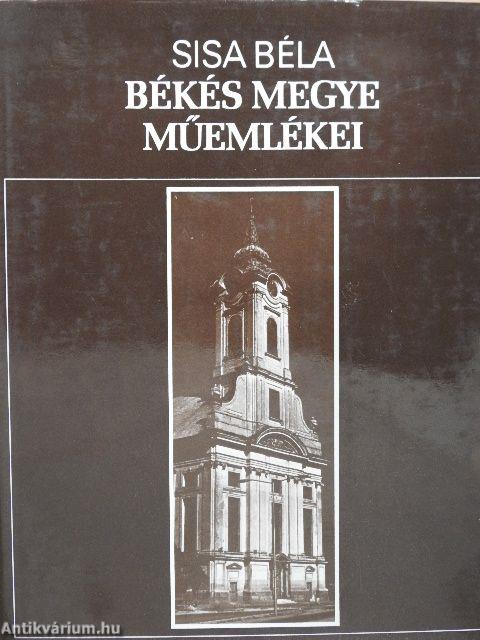 SISA BÉLA
BÉKÉS MEGYE
MŰEMLÉKEI
Antikvárium.hu